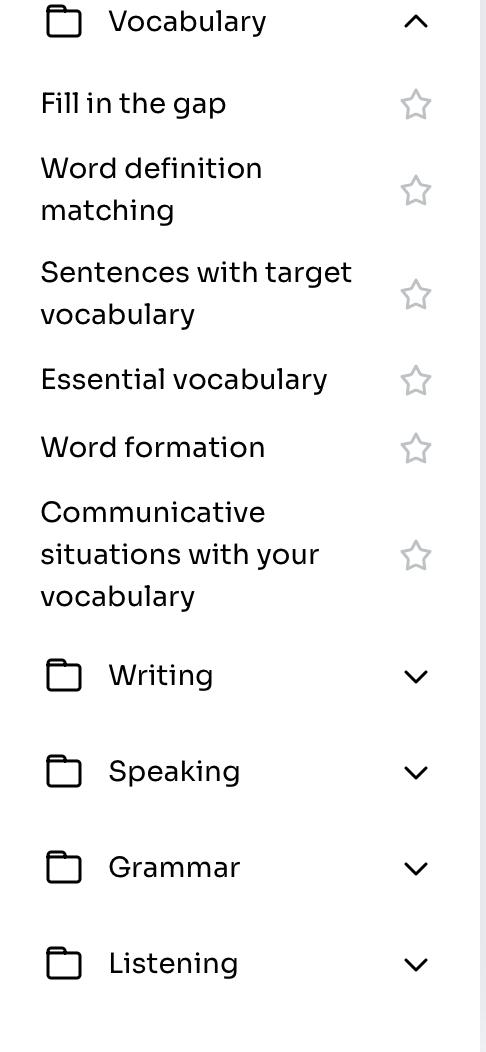 Vocabulary
Fill in the gap
Word definition
matching
Sentences with target
vocabulary
Essential vocabulary
Word formation
Communicative
situations with your
vocabulary
Writing
Speaking
Grammar
Listening